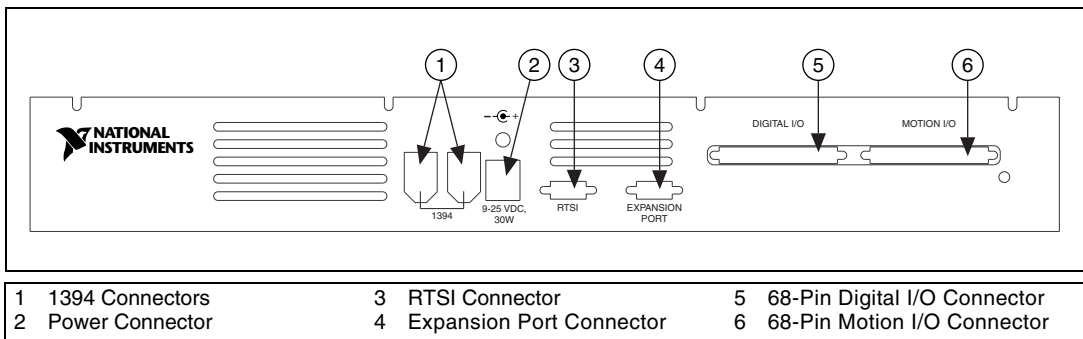 1 2 3 4 5 6
- +
DIGITAL I/O MOTION I/O
NATIONAL
INSTRUMENTS
1394
9-25 VDC,
30W
RTSI
EXPANSION
PORT
1 1394 Connectors
2 Power Connector
3 RTSI Connector
4 Expansion Port Connector
5 68-Pin Digital I/O Connector
6 68-Pin Motion I/O Connector